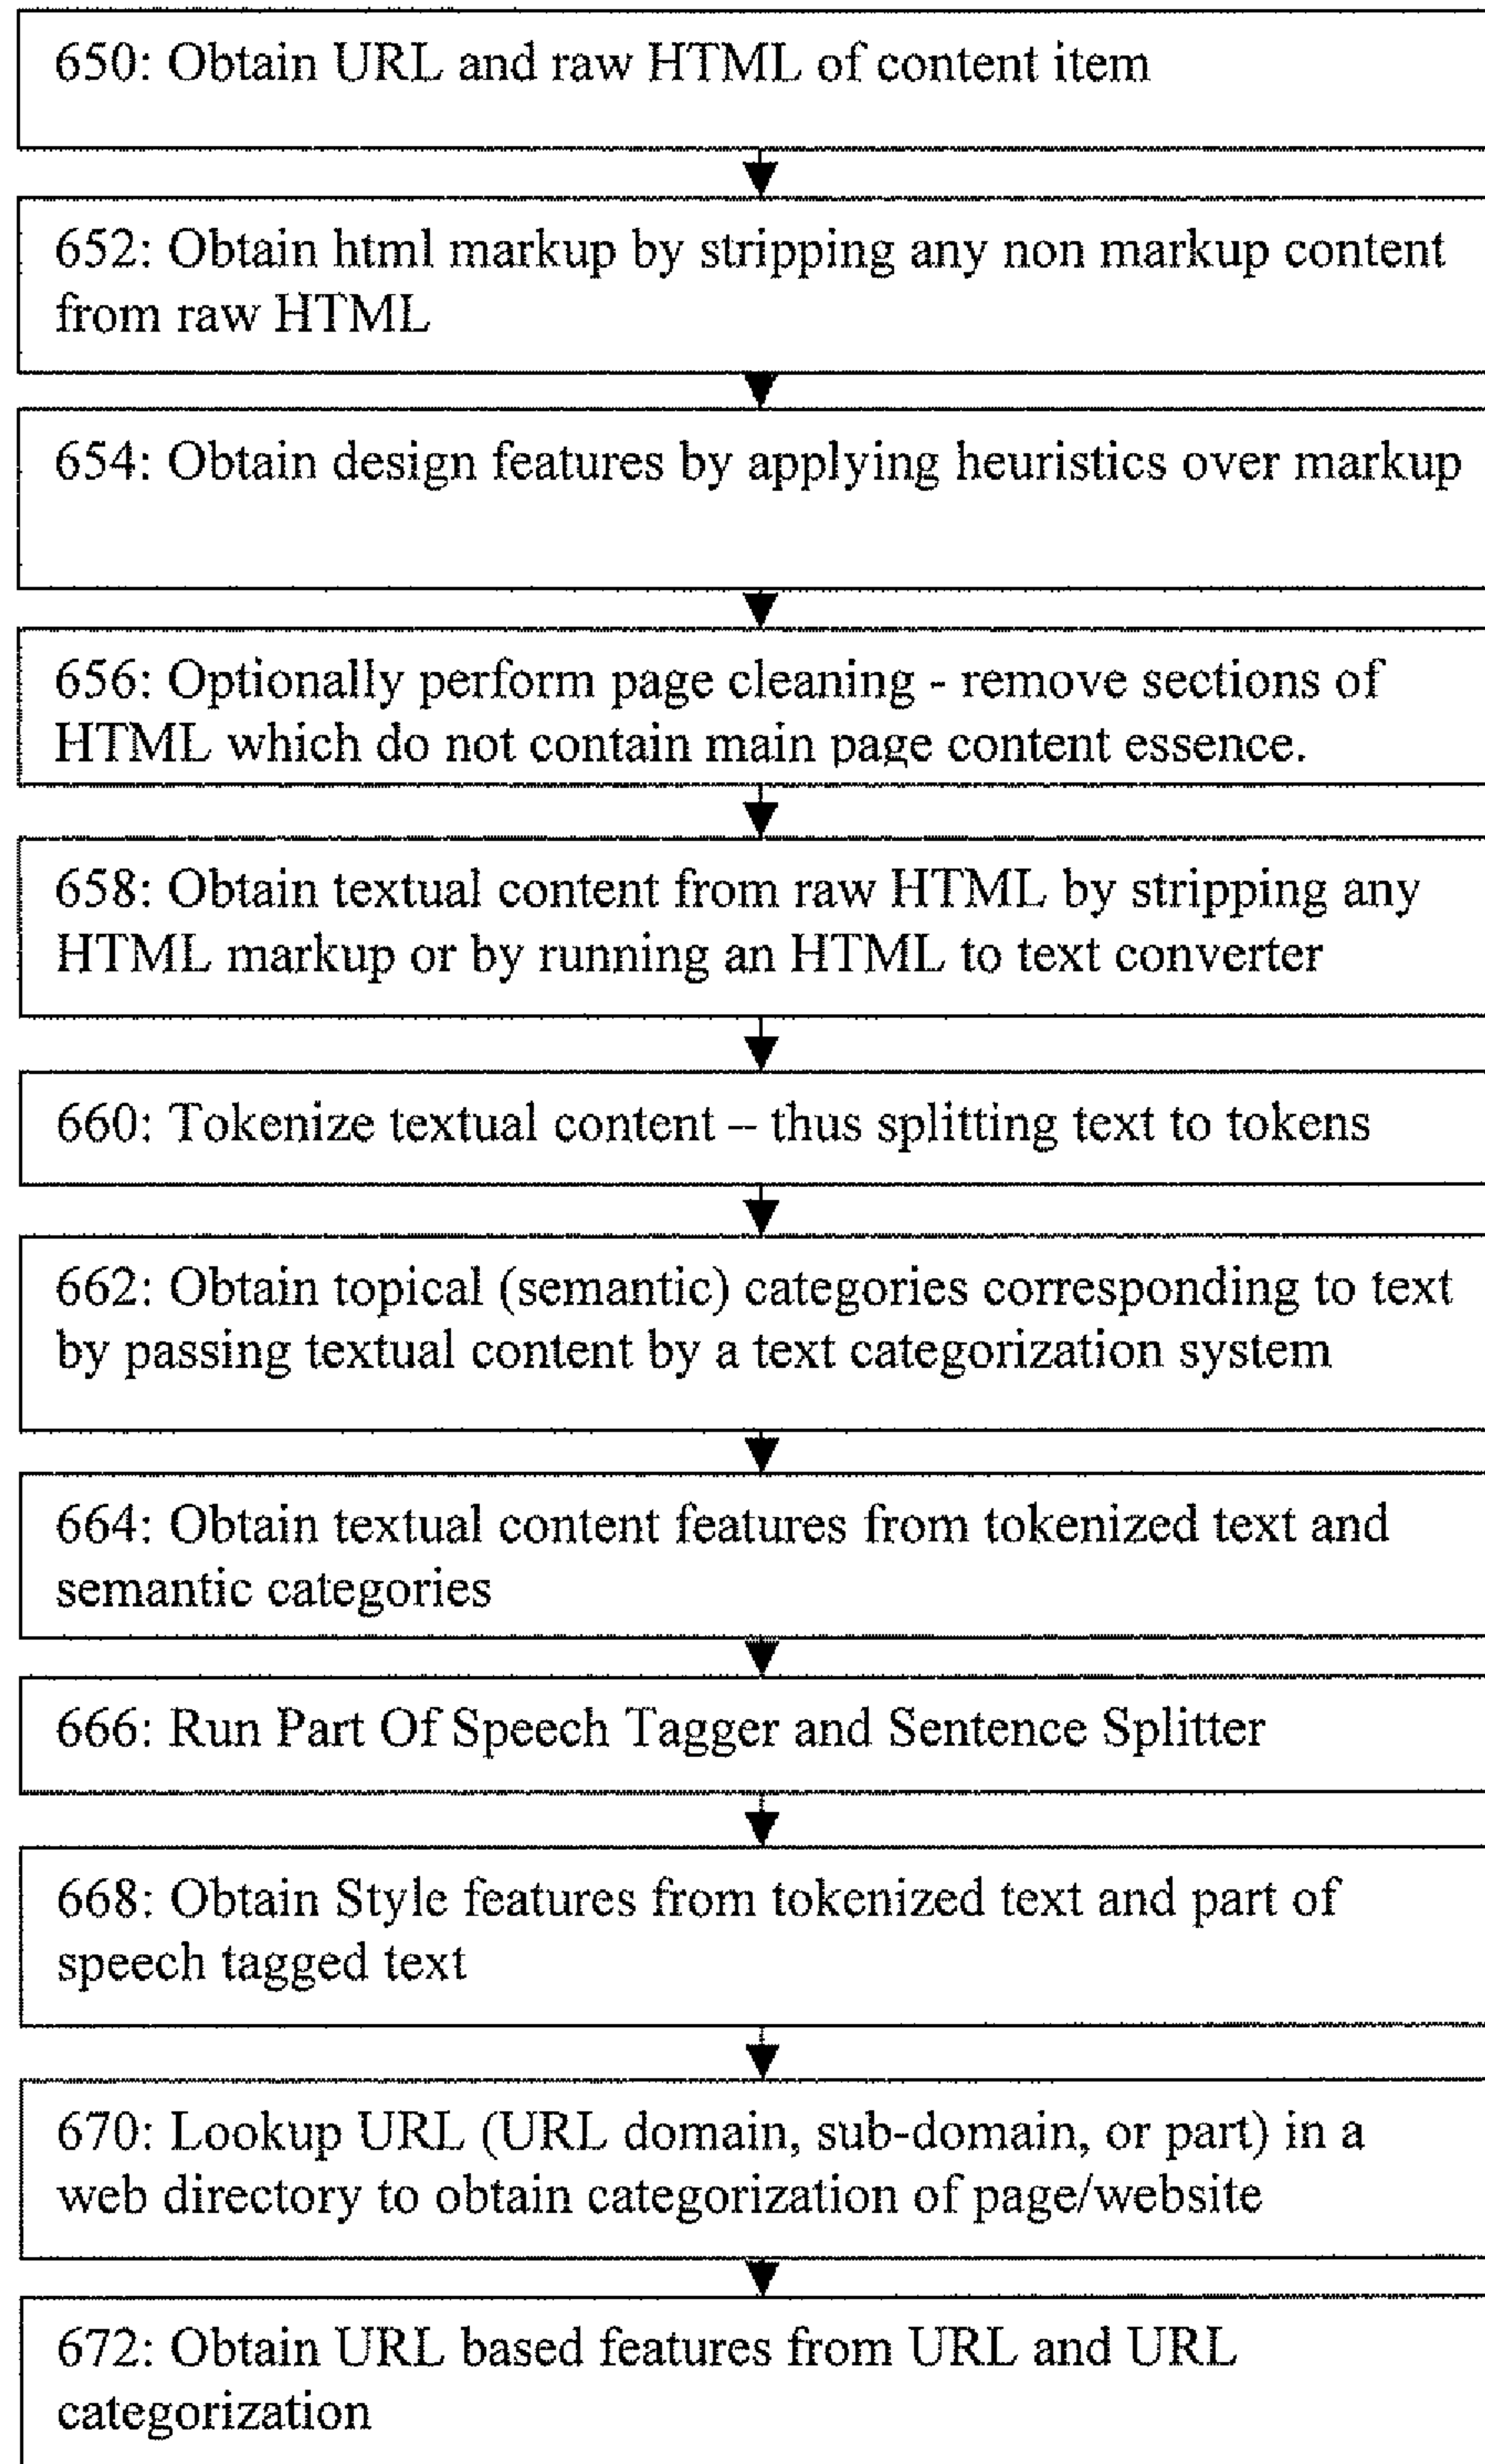 650: Obtain URL and raw HTML of content item
652: Obtain html markup by stripping any non markup content
from raw HTML
654: Obtain design features by applying heuristics over markup
656: Optionally perform page cleaning - remove sections of
HTML which do not contain main page content essence.
658: Obtain textual content from raw HTML by stripping any
HTML markup or by running an HTML to text converter
660: Tokenize textual content – thus splitting text to tokens
662: Obtain topical (semantic) categories corresponding to text
by passing textual content by a text categorization system
664: Obtain textual content features from tokenized text and
semantic categories
666: Run Part Of Speech Tagger and Sentence Splitter
668: Obtain Style features from tokenized text and part of
speech tagged text
670: Lookup URL (URL domain, sub-domain, or part) in a
web directory to obtain categorization of page/website
672: Obtain URL based features from URL and URL
categorization